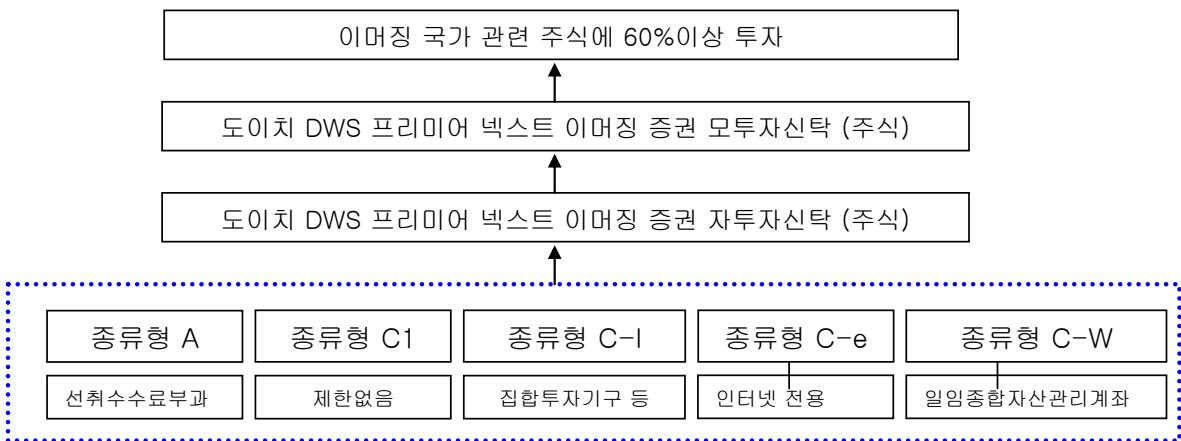 이머징 국가 관련 주식에 60%이상 투자
도이치 DWS 프리미어 넥스트 이머징 증권 모투자신탁 (주식)
도이치 DWS 프리미어 넥스트 이머징 증권 자투자신탁 (주식)
종류형 A 종류형 C1 종류형 C-I 종류형 C-e 종류형 C-W
선취수수료부과 제한없음 집합투자기구 등 인터넷 전용 일임종합자산관리계좌